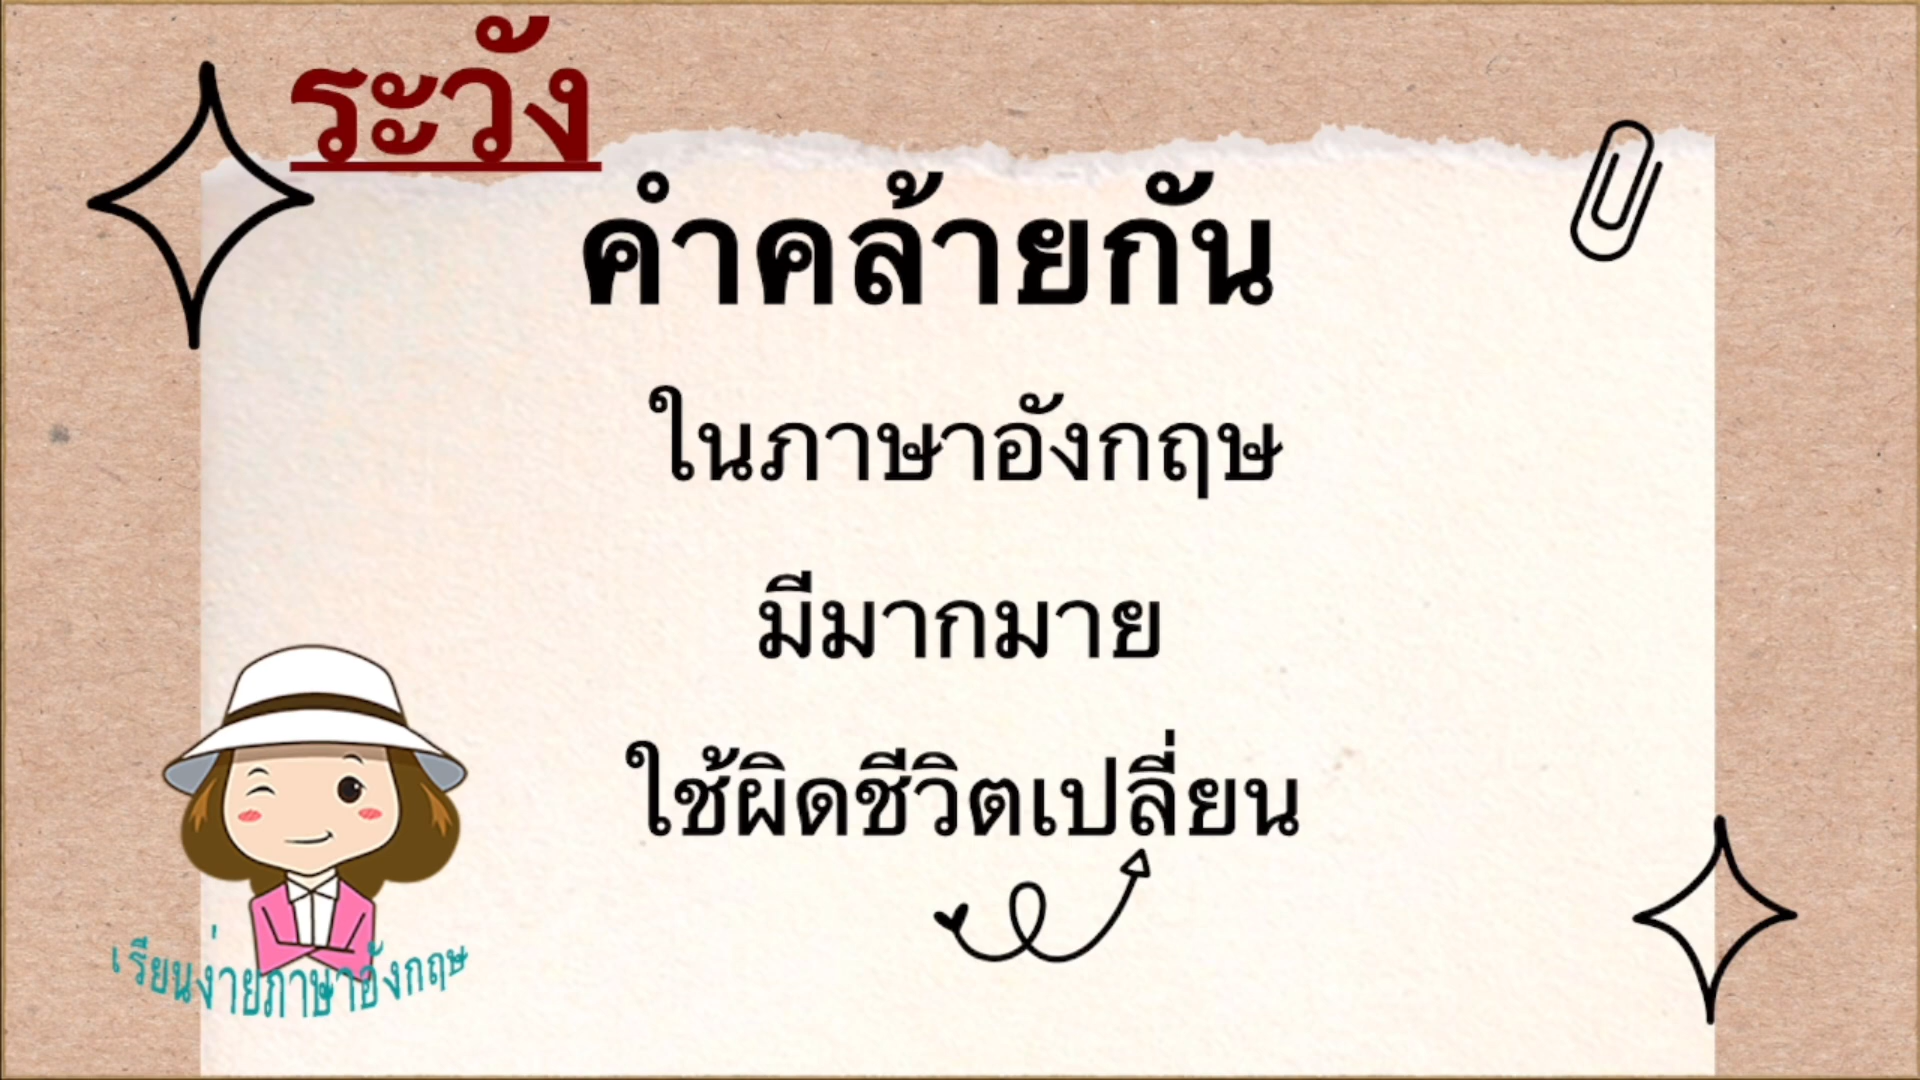 ระวัง
คำคล้ายกัน
ในภาษาอังกฤษ
มีมากมาย
ใช้ผิดชีวิตเปลี่ยน
เรียนง่ายภาษาอังกฤษ